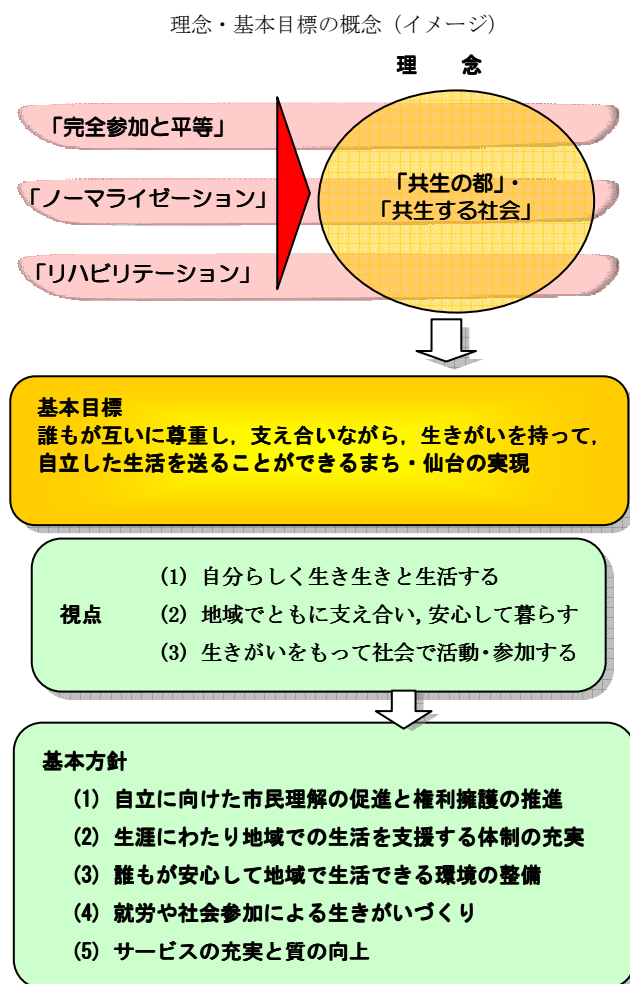 理念・基本目標の概念（イメージ）
理　念
「完全参加と平等」
「ノーマライゼーション」
「リハビリテーション」
「共生の都」・
「共生する社会」
基本目標
誰もが互いに尊重し，支え合いながら，生きがいを持って，
自立した生活を送ることができるまち・仙台の実現
視点
(1) 自分らしく生き生きと生活する
(2) 地域でともに支え合い，安心して暮らす
(3) 生きがいをもって社会で活動・参加する
基本方針
(1) 自立に向けた市民理解の促進と権利擁護の推進
(2) 生涯にわたり地域での生活を支援する体制の充実
(3) 誰もが安心して地域で生活できる環境の整備
(4) 就労や社会参加による生きがいづくり
(5) サービスの充実と質の向上